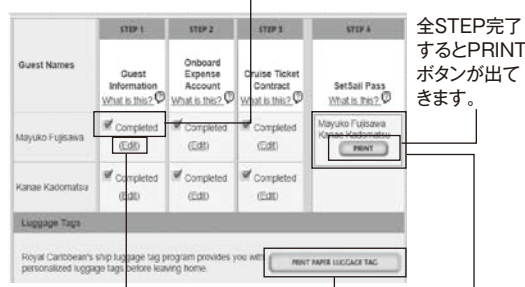 STEP 1 STEP 2 STEP 3 STEP 4
Guest Names
Guest Information
What is this?
Onboard Expense Account
What is this?
Cruise Ticket Contract
What is this?
SetSail Pass
What is this?
Mayuko Fujisawa
Completed
(Edit)
Completed
(Edit)
Completed
(Edit)
Mayuko Fujisawa
Kanae Kadomatsu
PRINT
Kanae Kadomatsu
Completed
(Edit)
Completed
(Edit)
Completed
(Edit)
Luggage Tags
Royal Caribbean's ship luggage tag program provides you with
personalized luggage tags before leaving home.
PRINT PAPER LUGGAGE TAG
全STEP完了
するとPRINT
ボタンが出て
きます。